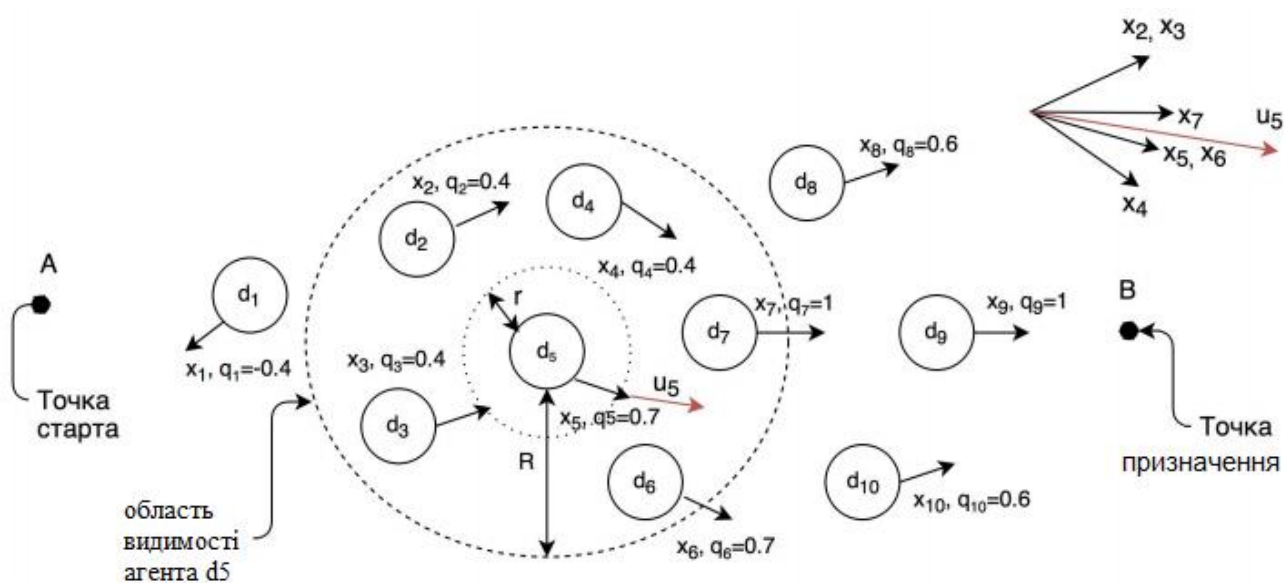 x2, x3
x7
u5
x5, x6
x4
x8, q8=0.6
d8
x2, q2=0.4
d4
d2
x4, q4=0.4
A
d1
r
x7, q7=1
d7
x9, q9=1
d9
B
d5
x1, q1=-0.4
x3, q3=0.4
u5
x5, q5=0.7
d3
Точка
старта
R
Точка
призначення
d6
d10
x10, q10=0.6
x6, q6=0.7
область
видимості
агента d5